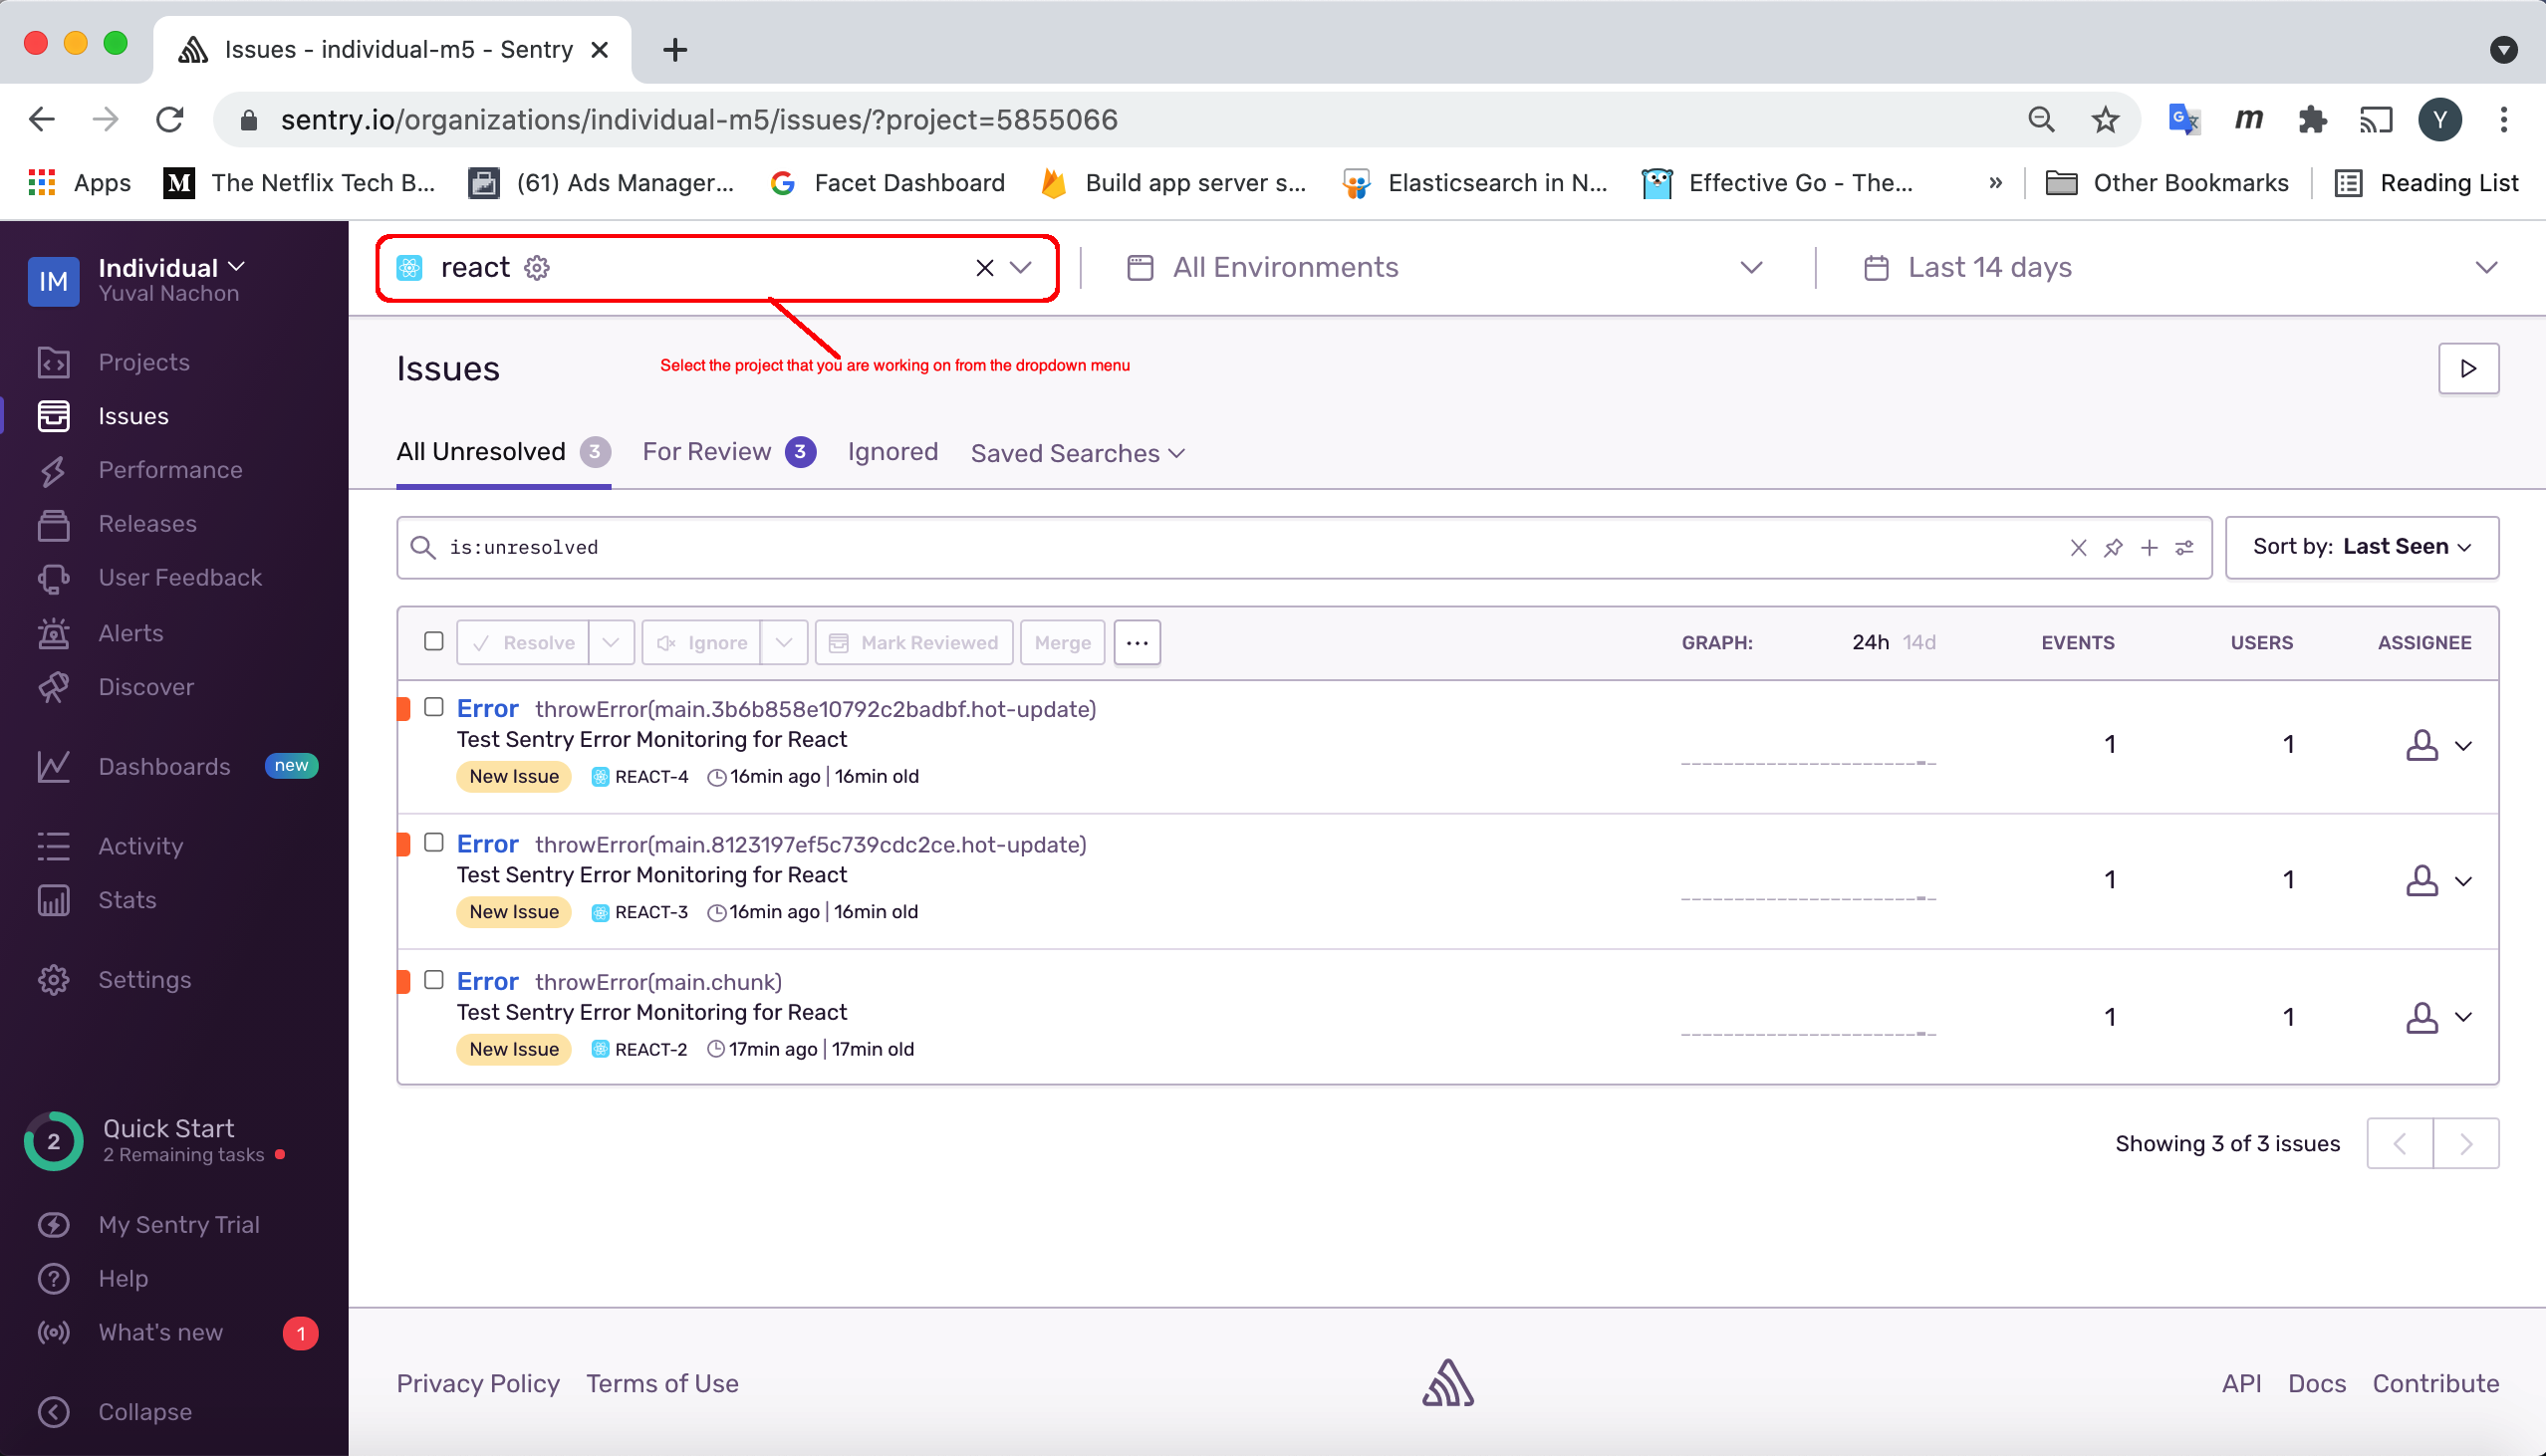 Issues - individual-m5 - Sentry
sentry.io/organizations/individual-m5/issues/?project=5855066
Y
Apps
M The Netflix Tech B...
(61) Ads Manager...
Facet Dashboard
Build app server s...
Elasticsearch in N...
Effective Go - The...
»
Other Bookmarks
Reading List
IM
Individual
Yuval Nachon
Projects
Issues
Performance
Releases
User Feedback
Alerts
Discover
Dashboards new
Activity
Stats
Settings
2
Quick Start
2 Remaining tasks
My Sentry Trial
Help
What's new 1
Collapse
react
All Environments
Last 14 days
Select the project that you are working on from the dropdown menu
Issues
All Unresolved 3 For Review 3 Ignored Saved Searches
is:unresolved
Sort by: Last Seen
Resolve Ignore Mark Reviewed Merge ... GRAPH: 24h 14d EVENTS USERS ASSIGNEE
Error throwError(main.3b6b858e10792c2badbf.hot-update)
Test Sentry Error Monitoring for React
New Issue REACT-4 16min ago | 16min old
1 1
Error throwError(main.8123197ef5c739cdc2ce.hot-update)
Test Sentry Error Monitoring for React
New Issue REACT-3 16min ago | 16min old
1 1
Error throwError(main.chunk)
Test Sentry Error Monitoring for React
New Issue REACT-2 17min ago | 17min old
1 1
Showing 3 of 3 issues
Privacy Policy Terms of Use
API Docs Contribute